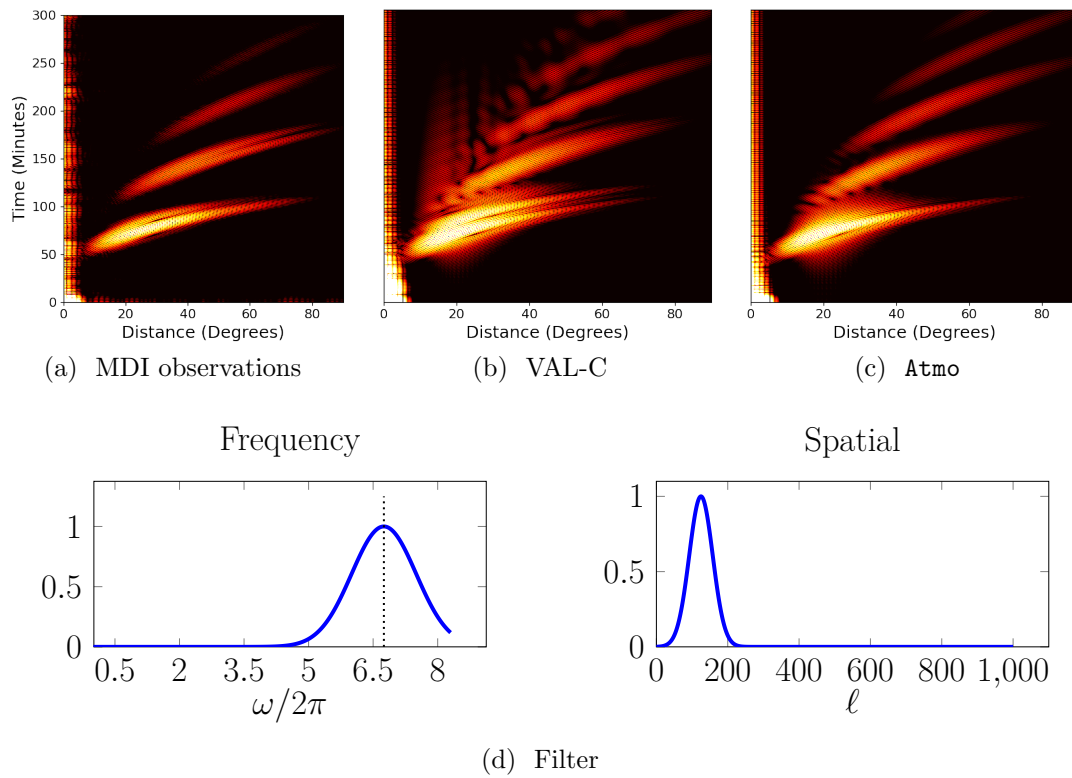 300
250
200
150
100
50
0
Time (Minutes)
0 20 40 60 80
Distance (Degrees)
0 20 40 60 80
Distance (Degrees)
0 20 40 60 80
Distance (Degrees)
(a) MDI observations
(b) VAL-C
(c) Atmo
Frequency
1
0.5
0
0.5 2 3.5 5 6.5 8
ω/2π
Spatial
1
0.5
0
0 200 400 600 800 1,000
ℓ
(d) Filter